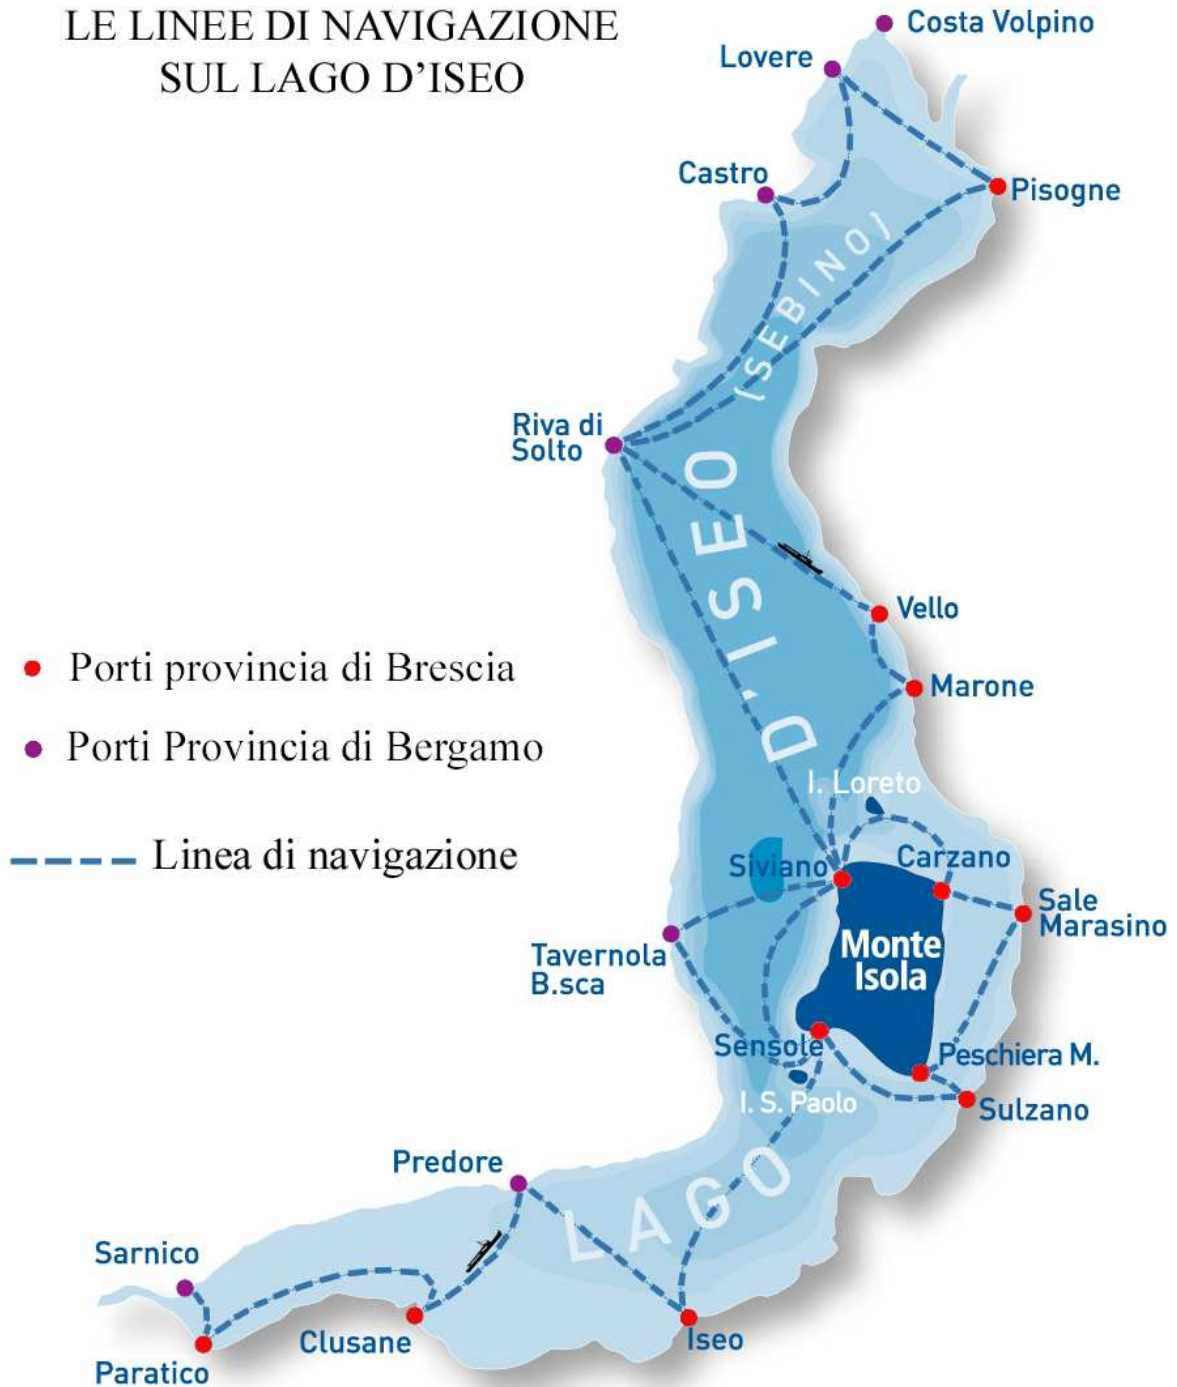 LE LINEE DI NAVIGAZIONE
SUL LAGO D'ISEO
Costa Volpino
Lovere
Castro
Pisogne
(SEBINO)
Riva di
Solto
D'ISEO
Vello
Porti provincia di Brescia
Marone
Porti Provincia di Bergamo
I. Loreto
Linea di navigazione
Siviano
Carzano
Sale
Marasino
Monte
Isola
Tavernola
B.sca
Sensole
Peschiera M.
I. S. Paolo
Sulzano
Predore
LAGO
Sarnico
Clusane
Iseo
Paratico